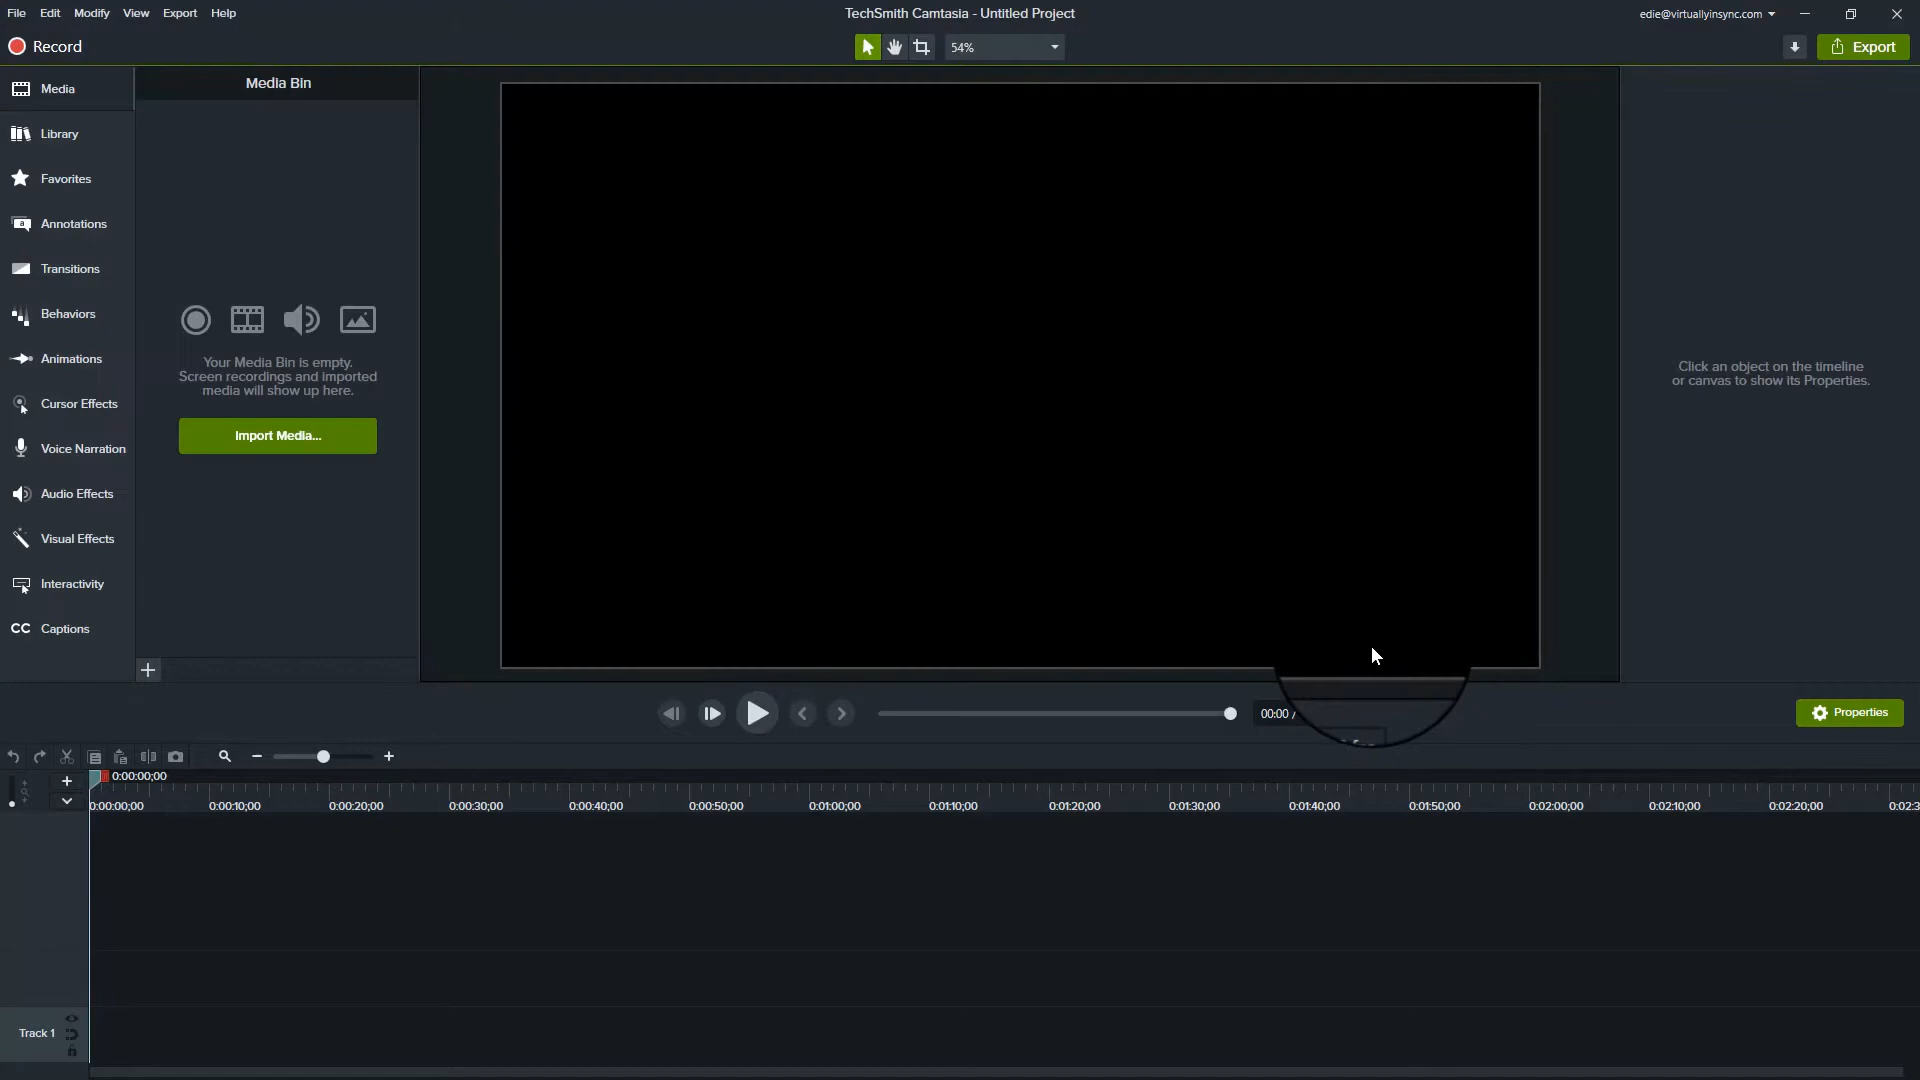 File Edit Modify View Export Help
TechSmith Camtasia - Untitled Project
edie@virtuallyinsync.com
Record
54%
Export
Media
Media Bin
Library
Favorites
Annotations
Transitions
Behaviors
Animations
Cursor Effects
Voice Narration
Audio Effects
Visual Effects
Interactivity
CC Captions
Your Media Bin is empty.
Screen recordings and imported
media will show up here.
Import Media...
Click an object on the timeline
or canvas to show its Properties.
00:00 /
Properties
0:00:00;00
0:00:00;00 0:00:10;00 0:00:20;00 0:00:30;00 0:00:40;00 0:00:50;00 0:01:00;00 0:01:10;00 0:01:20;00 0:01:30;00 0:01:40;00 0:01:50;00 0:02:00;00 0:02:10;00 0:02:20;00 0:02:3
Track 1